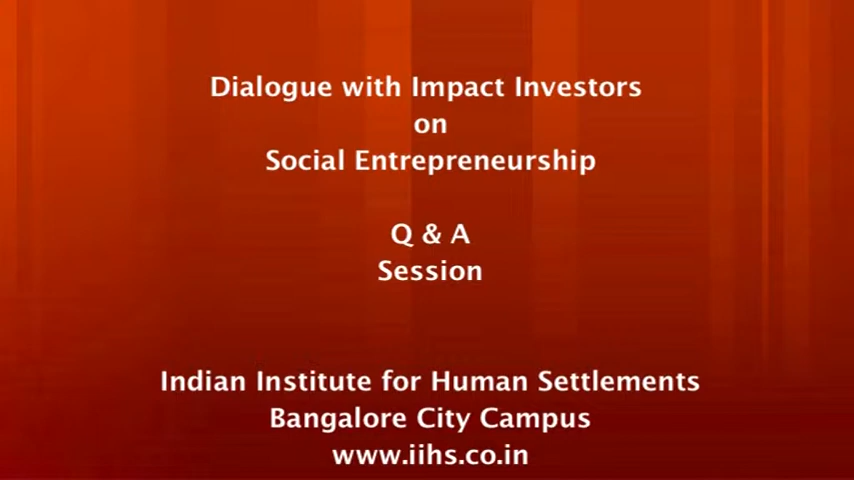 Dialogue with Impact Investors
on
Social Entrepreneurship
Q & A
Session
Indian Institute for Human Settlements
Bangalore City Campus
www.iihs.co.in